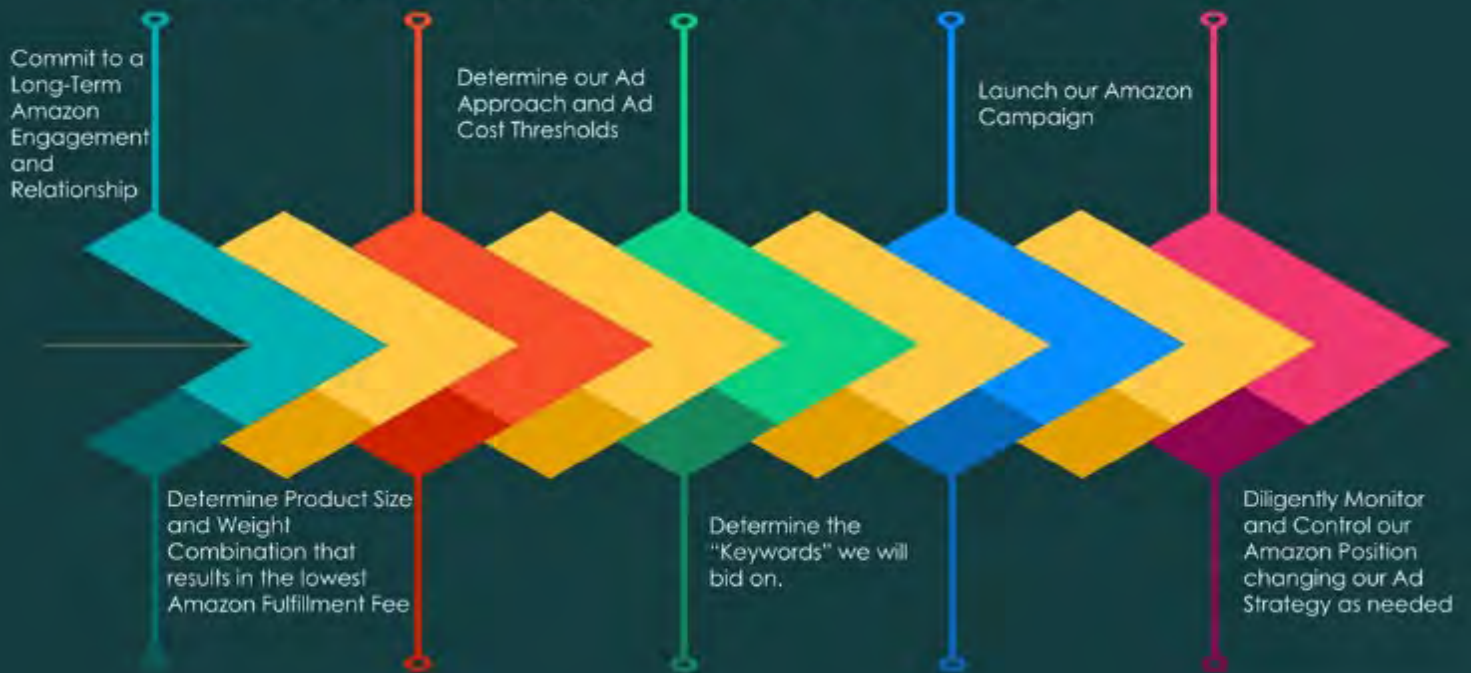 Commit to a
Long-Term
Amazon
Engagement
and
Relationship
Determine Product Size
and Weight
Combination that
results in the lowest
Amazon Fulfillment Fee
Determine our Ad
Approach and Ad
Cost Thresholds
Determine the
“Keywords” we will
bid on.
Launch our Amazon
Campaign
Diligently Monitor
and Control our
Amazon Position
changing our Ad
Strategy as needed